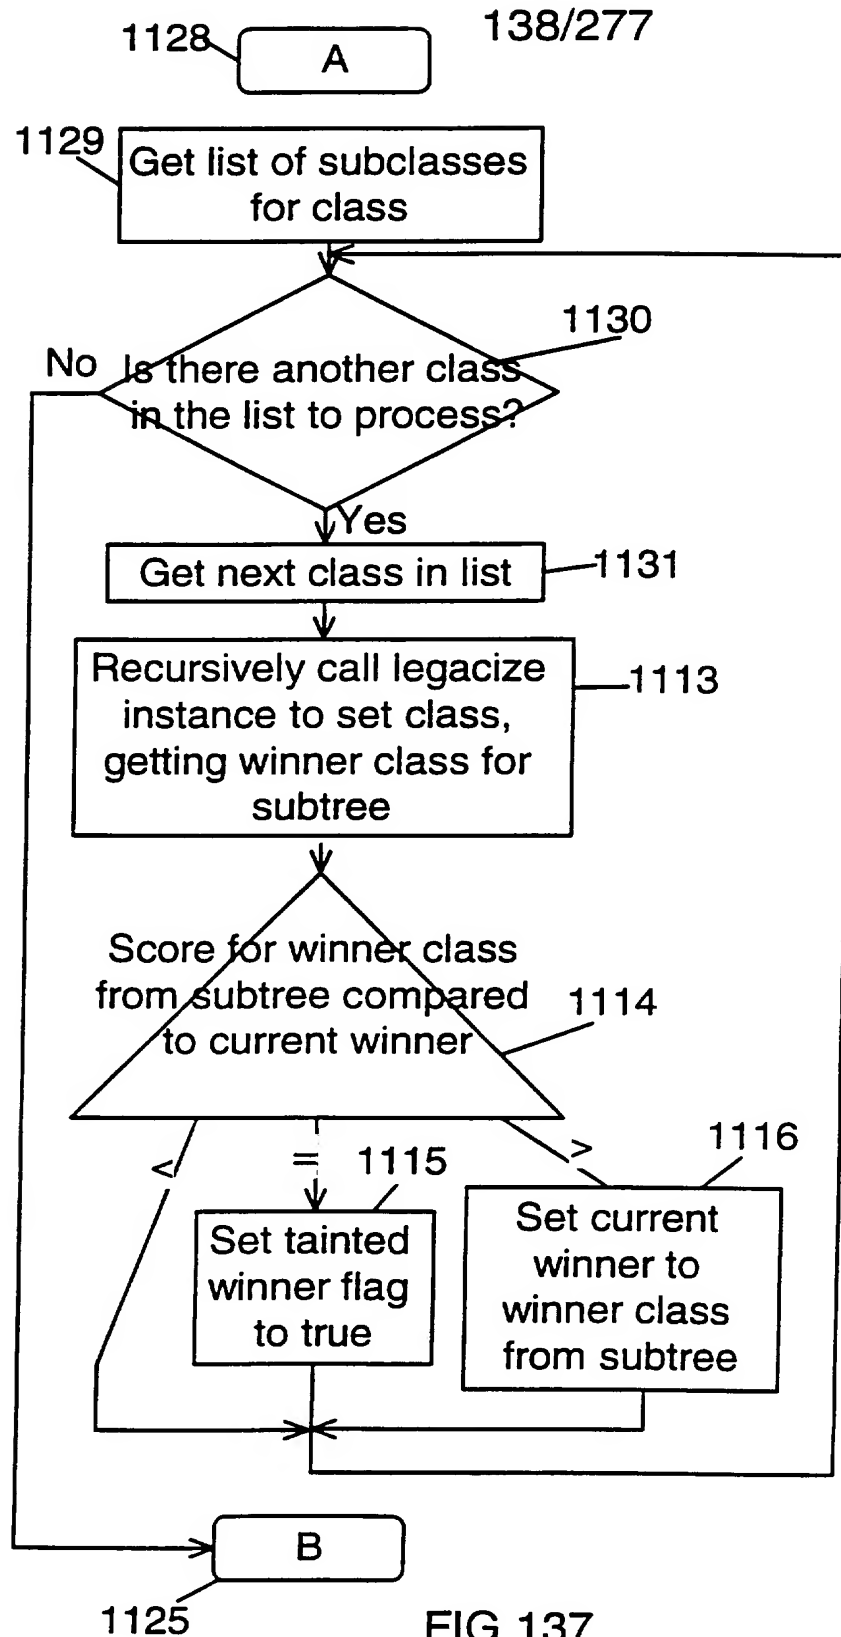 138/277
1128
A
1129
Get list of subclasses
for class
1130
No
Is there another class
in the list to process?
Yes
Get next class in list
1131
Recursively call legacize
instance to set class,
getting winner class for
subtree
1113
Score for winner class
from subtree compared
to current winner
1114
<
=
>
1115
1116
Set tainted
winner flag
to true
Set current
winner to
winner class
from subtree
B
1125
FIG 137